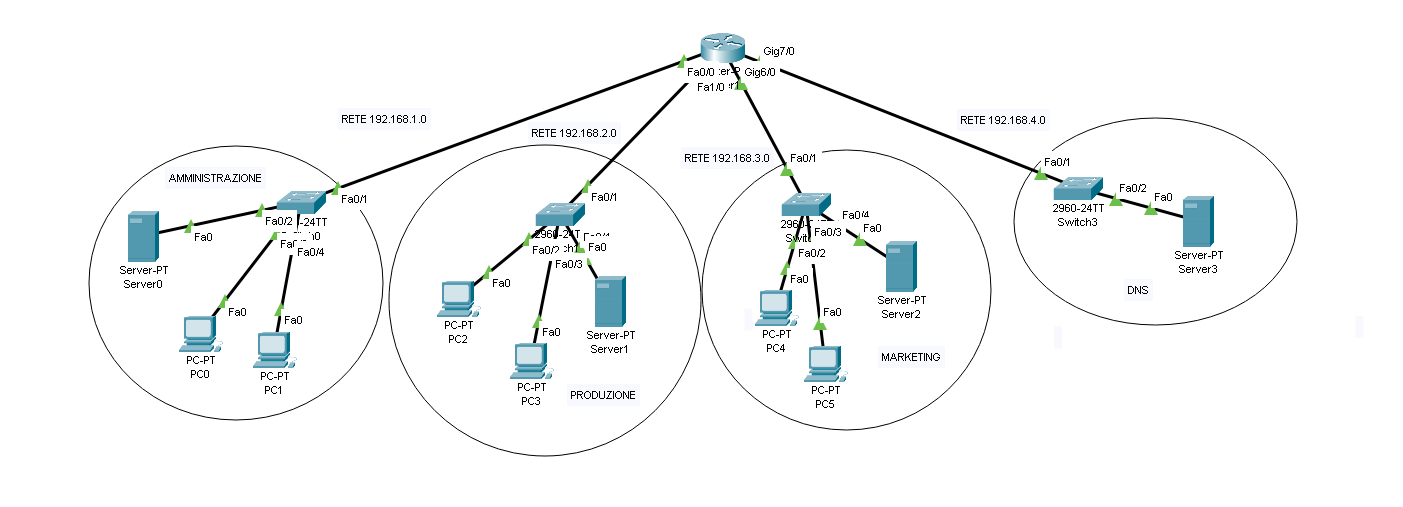 Gig7/0
Fa0/0
Gig6/0
Fa1/0
RETE 192.168.1.0
RETE 192.168.2.0
RETE 192.168.3.0
RETE 192.168.4.0
AMMINISTRAZIONE
Fa0/1
Fa0/2
Fa0
Fa0/4
Server-PT
Server0
Fa0
Fa0
PC-PT
PC0
PC-PT
PC1
Fa0/1
Fa0/2
Fa0
Fa0/3
Fa0
PC-PT
PC2
Fa0
PC-PT
PC3
Server-PT
Server1
PRODUZIONE
Fa0/1
Fa0/4
Fa0/3
Fa0
Fa0/2
Fa0
Server-PT
Server2
PC-PT
PC4
Fa0
PC-PT
PC5
MARKETING
Fa0/1
Fa0/2
Fa0
2960-24TT
Switch3
Server-PT
Server3
DNS